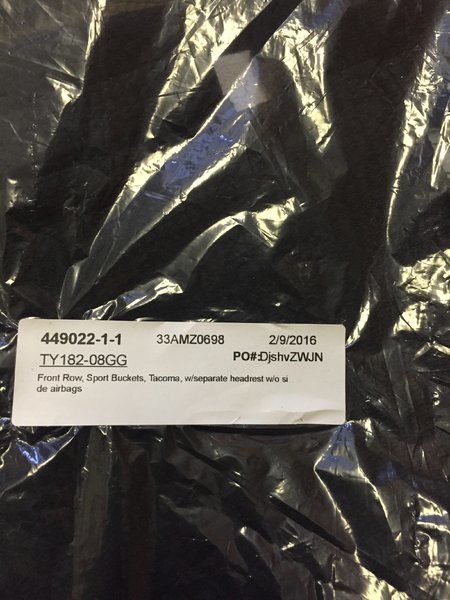 449022-1-1 33AMZ0698 2/9/2016
TY182-08GG PO#:DjshvZWJN
Front Row, Sport Buckets, Tacoma, w/separate headrest w/o si
de airbags